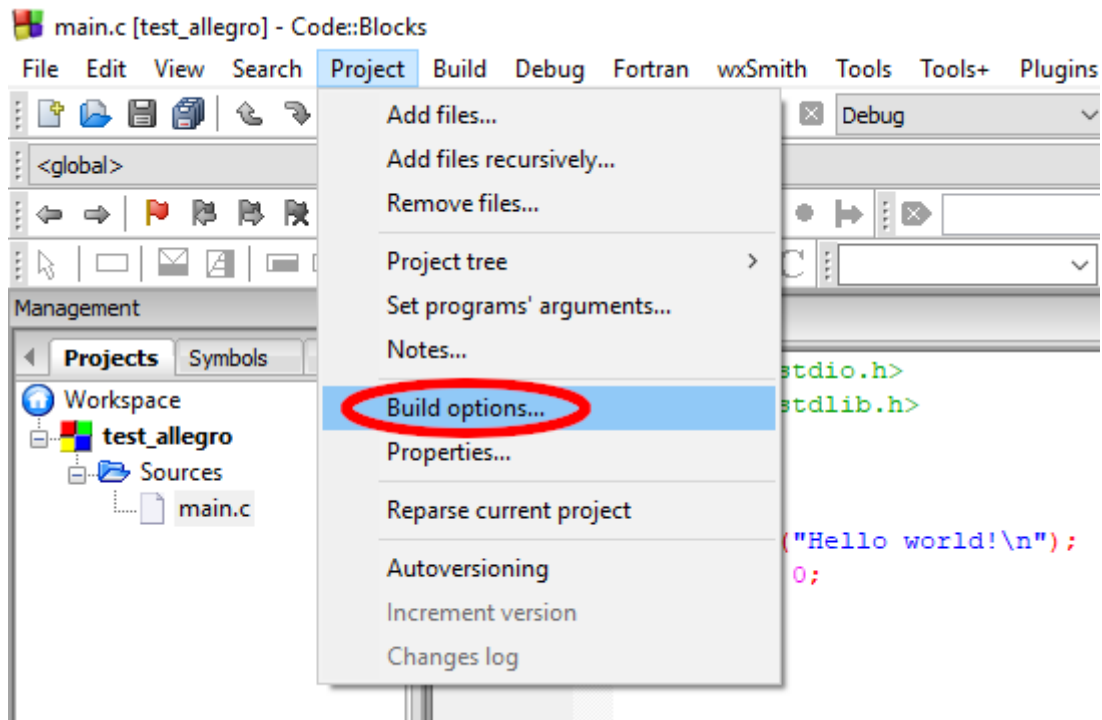 main.c [test_allegro] - Code::Blocks
File Edit View Search Project Build Debug Fortran wxSmith Tools Tools+ Plugins
Debug
<global>
Add files...
Add files recursively...
Remove files...
Project tree
Set programs' arguments...
Notes...
Build options...
Properties...
Reparse current project
Autoversioning
Increment version
Changes log
Management
Projects Symbols
Workspace
test_allegro
Sources
main.c
stdio.h>
stdlib.h>
("Hello world!\n");
0;